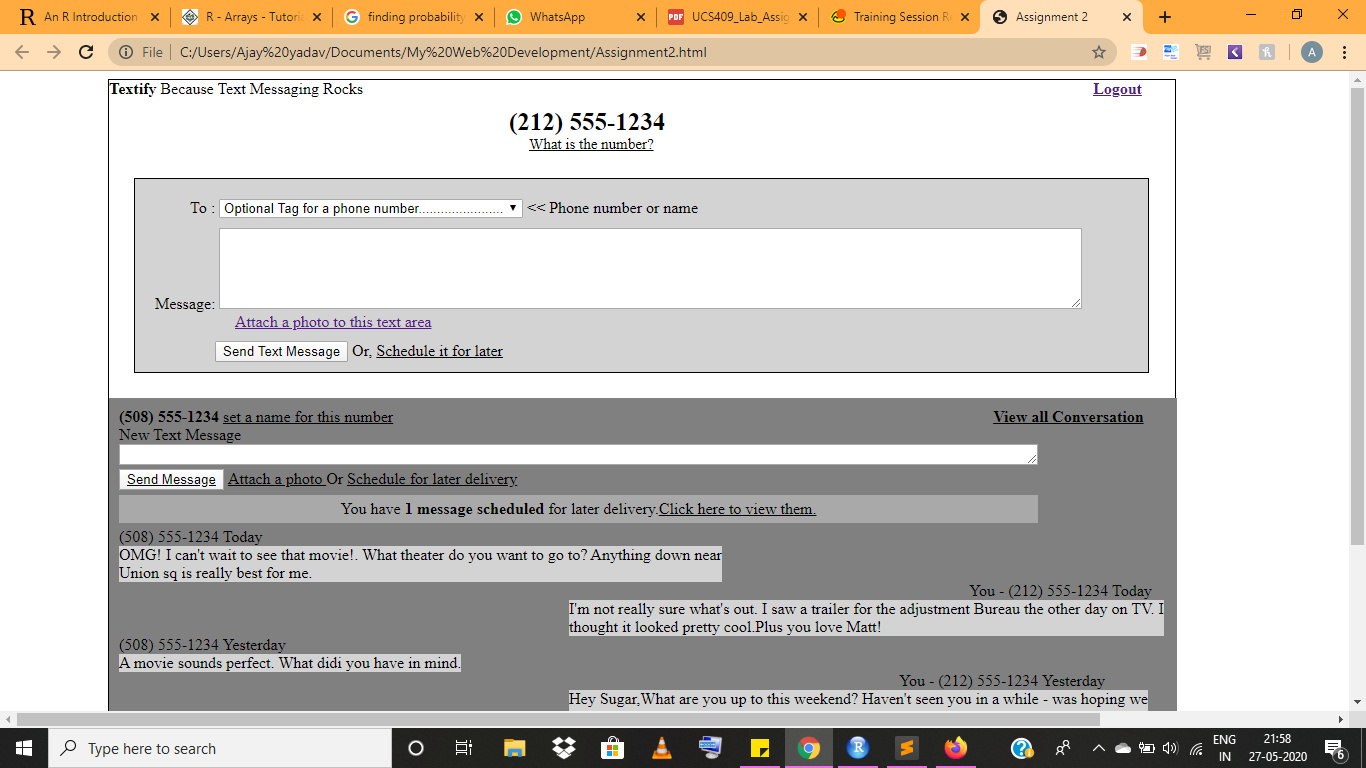 An R Introduction
R - Arrays - Tutoria
finding probability
WhatsApp
PDF
UCS409_Lab_Assig
Training Session Re
Assignment 2
File
C:/Users/Ajay%20yadav/Documents/My%20Web%20Development/Assignment2.html
A
Textify Because Text Messaging Rocks
Logout
(212) 555-1234
What is the number?
To : Optional Tag for a phone number....................... << Phone number or name
Message:
Attach a photo to this text area
Send Text Message Or, Schedule it for later
(508) 555-1234 set a name for this number
View all Conversation
New Text Message
Send Message Attach a photo Or Schedule for later delivery
You have 1 message scheduled for later delivery.Click here to view them.
(508) 555-1234 Today
OMG! I can't wait to see that movie!. What theater do you want to go to? Anything down near
Union sq is really best for me.
You - (212) 555-1234 Today
I'm not really sure what's out. I saw a trailer for the adjustment Bureau the other day on TV. I
thought it looked pretty cool.Plus you love Matt!
(508) 555-1234 Yesterday
A movie sounds perfect. What didi you have in mind.
You - (212) 555-1234 Yesterday
Hey Sugar,What are you up to this weekend? Haven't seen you in a while - was hoping we
Type here to search
ENG
IN
21:58
27-05-2020
6